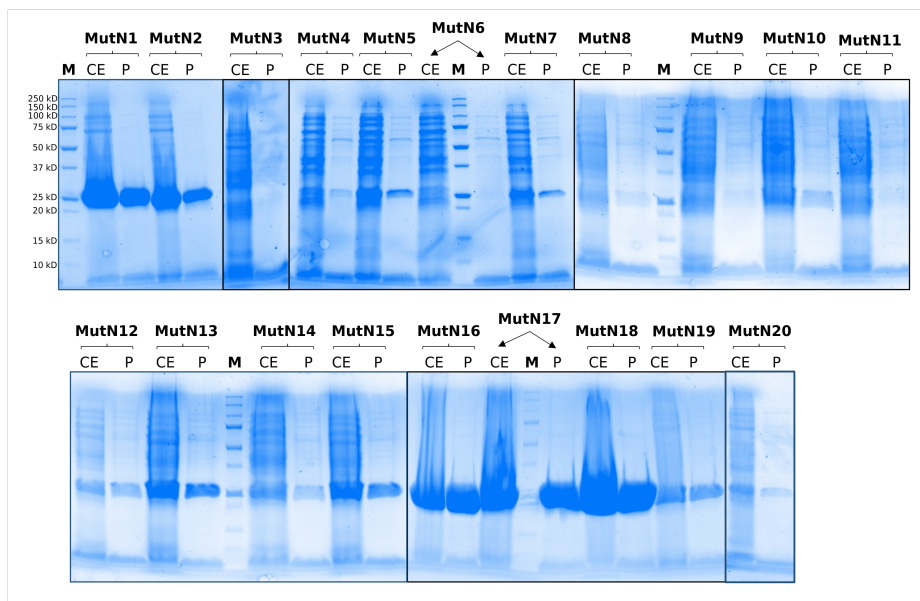 MutN1 MutN2 MutN3 MutN4 MutN5 MutN6 MutN7 MutN8 MutN9 MutN10 MutN11
M CE P CE P CE P CE P CE P CE M P CE P CE P M CE P CE P CE P
250 kD
150 kD
100 kD
75 kD
50 kD
37 kD
25 kD
20 kD
15 kD
10 kD
MutN12 MutN13 MutN14 MutN15 MutN16 MutN17 MutN18 MutN19 MutN20
CE P CE P M CE P CE P CE P CE M P CE P CE P CE P